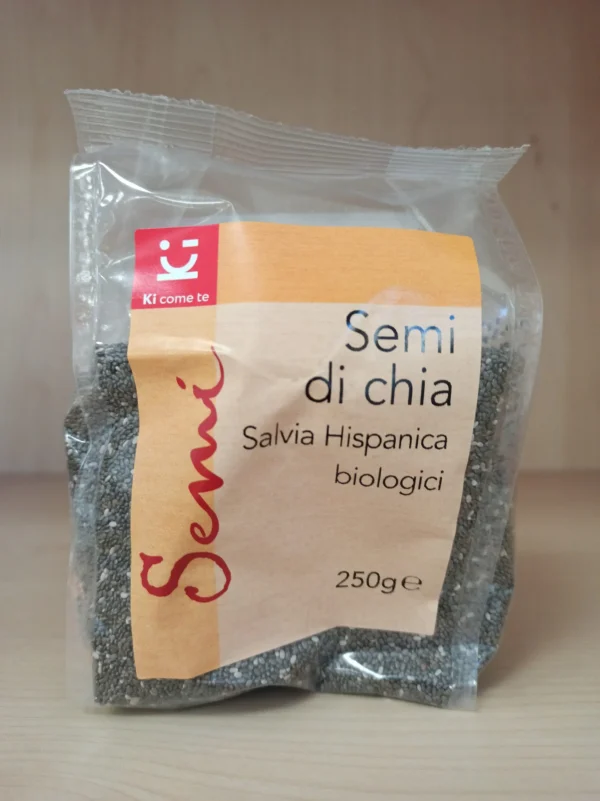 Ki
Ki come te
Semi
di chia
Salvia Hispanica
biologici
Semi
250g e